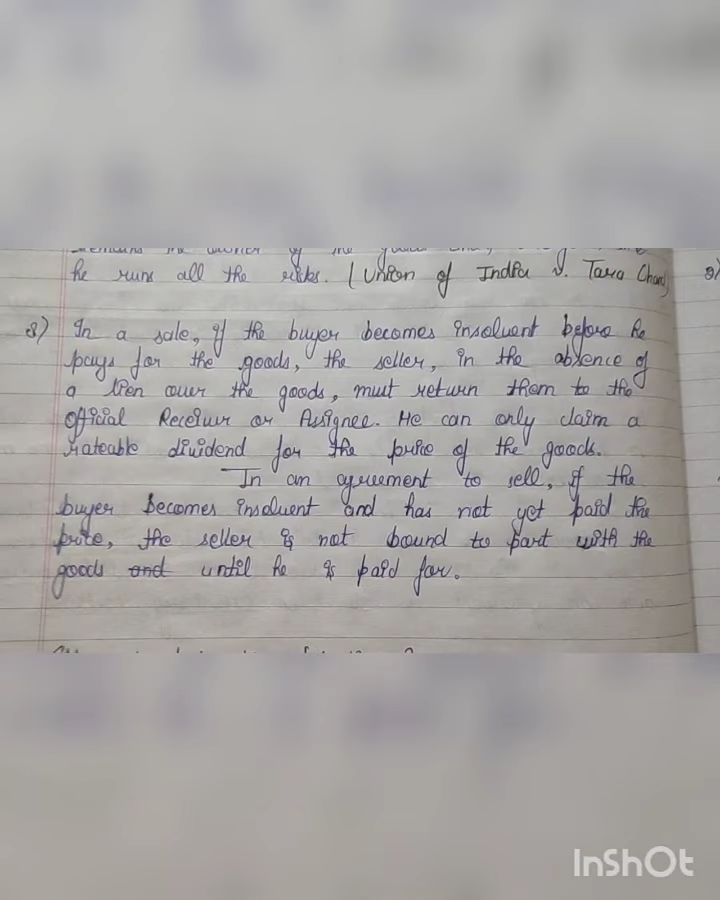 he runs all the risks. (Union of India v. Tara Chand)
8) In a sale, if the buyer becomes insolvent before he
pays for the goods, the seller, in the absence of
a lien over the goods, must return them to the
Official Receiver or Assignee. He can only claim a
rateable dividend for the price of the goods.
In an agreement to sell, if the
buyer becomes insolvent and has not yet paid the
price, the seller is not bound to part with the
goods and until he is paid for.
9)
InShOt